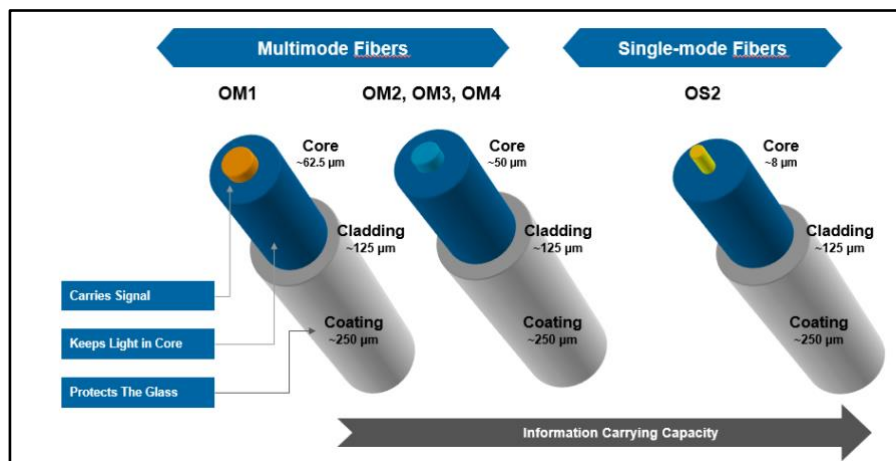 Multimode Fibers
Single-mode Fibers
OM1
OM2, OM3, OM4
OS2
Core
~62.5 µm
Core
~50 µm
Core
~8 µm
Cladding
~125 µm
Cladding
~125 µm
Cladding
~125 µm
Carries Signal
Keeps Light in Core
Protects The Glass
Coating
~250 µm
Coating
~250 µm
Coating
~250 µm
Information Carrying Capacity